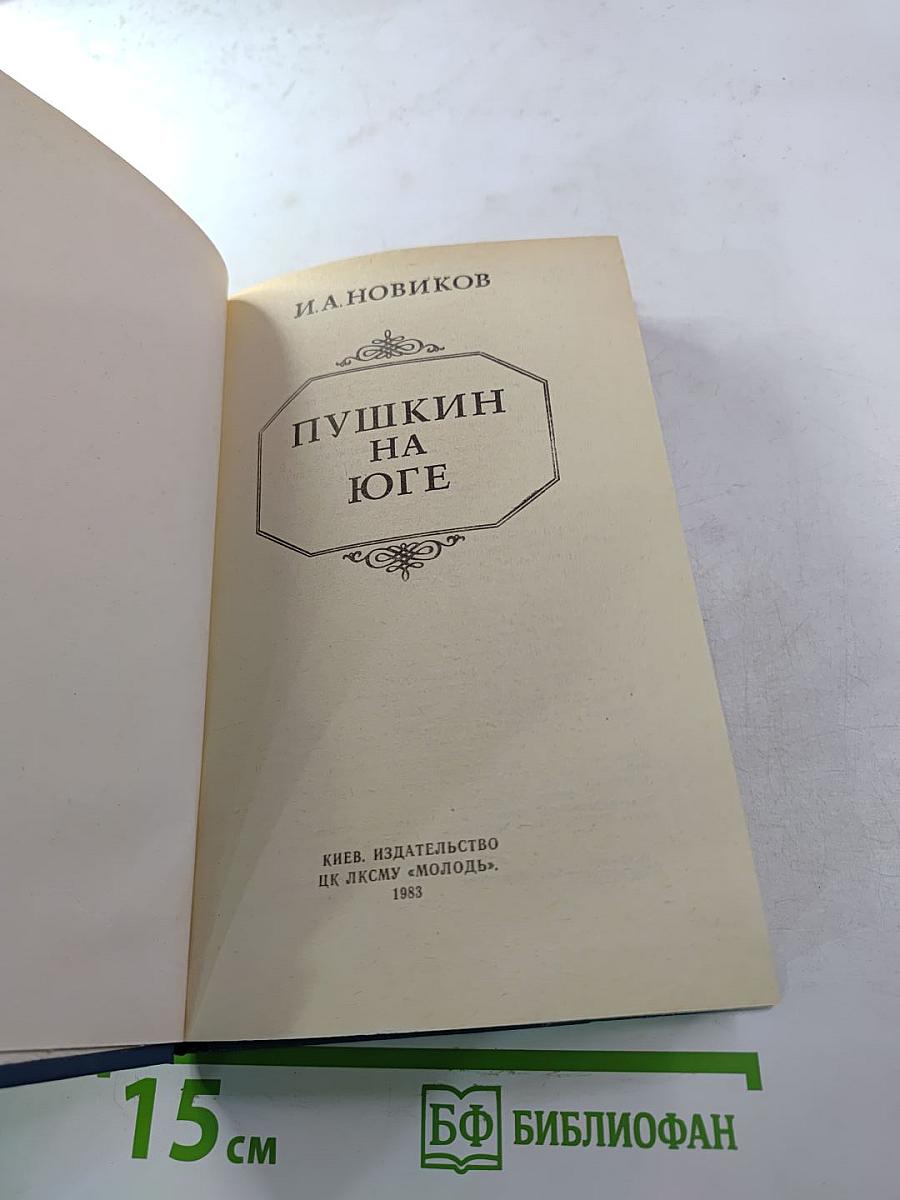 И.А.НОВИКОВ
ПУШКИН
НА
ЮГЕ
КИЕВ. ИЗДАТЕЛЬСТВО
ЦК ЛКСМУ «МОЛОДЬ».
1983
15 см
БФ БИБЛИОФАН